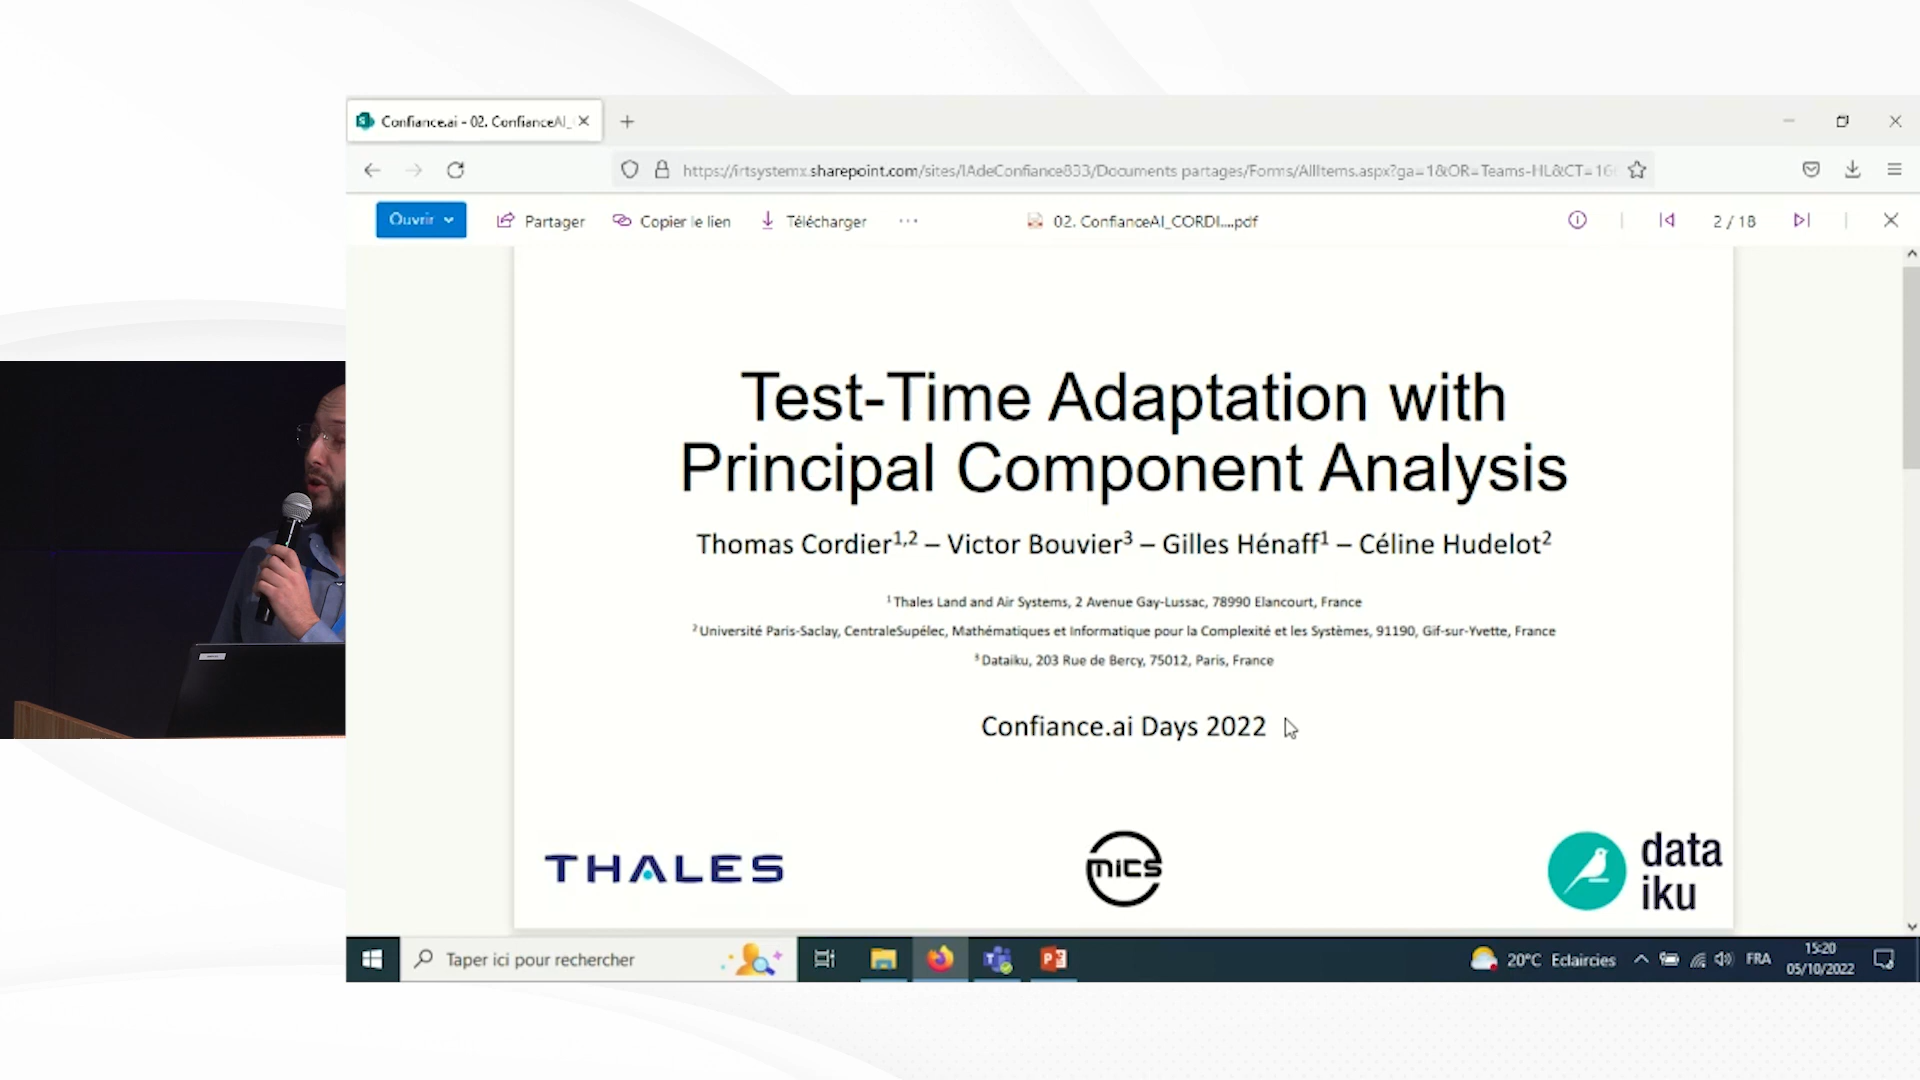 Confiance.ai - 02. ConfianceAI_
https://irtsystemx.sharepoint.com/sites/IAdeConfiance833/Documents partages/Forms/AllItems.aspx?ga=1&OR=Teams-HL&CT=16
Ouvrir Partager Copier le lien Télécharger ... 02. ConfianceAI_CORDI....pdf 2 / 18
Test-Time Adaptation with
Principal Component Analysis
Thomas Cordier1,2 – Victor Bouvier3 – Gilles Hénaff1 – Céline Hudelot2
1 Thales Land and Air Systems, 2 Avenue Gay-Lussac, 78990 Elancourt, France
2 Université Paris-Saclay, CentraleSupélec, Mathématiques et Informatique pour la Complexité et les Systèmes, 91190, Gif-sur-Yvette, France
3 Dataiku, 203 Rue de Bercy, 75012, Paris, France
Confiance.ai Days 2022
THALES
mics
data
iku
Taper ici pour rechercher
20°C Eclaircies
FRA
15:20
05/10/2022